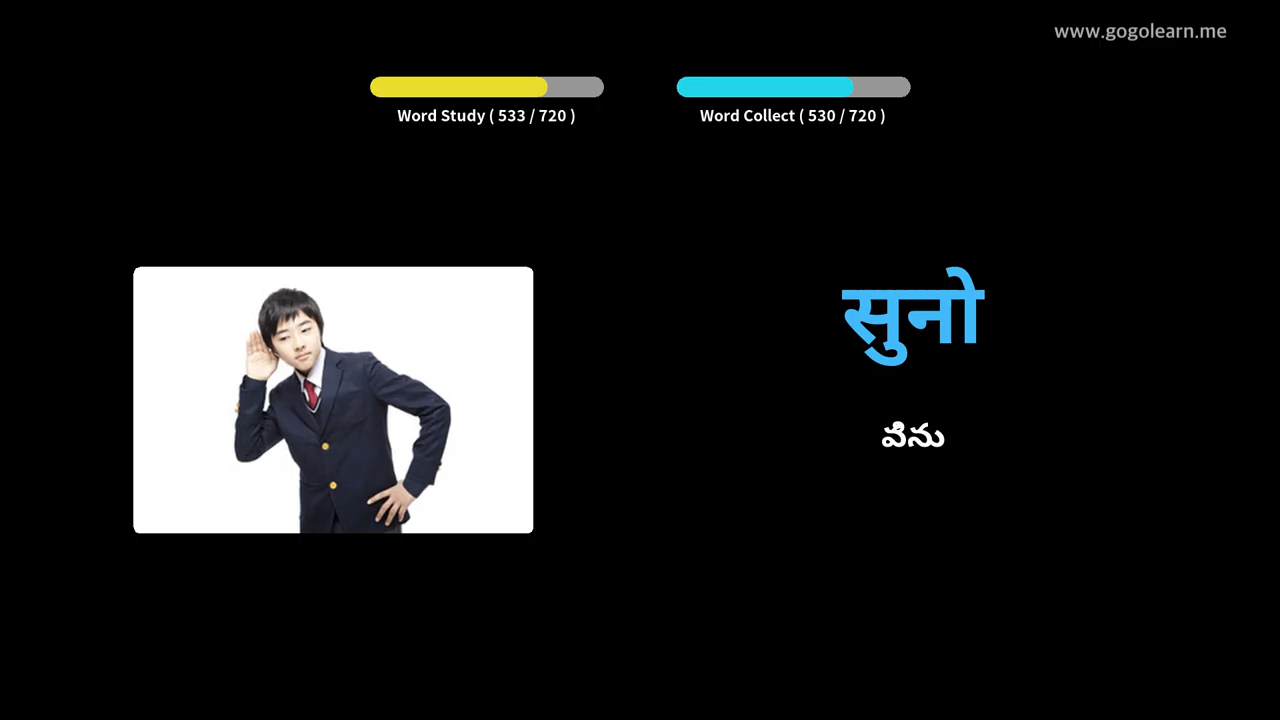 www.gogolearn.me
Word Study ( 533 / 720 )
Word Collect ( 530 / 720 )
सुनो
విను